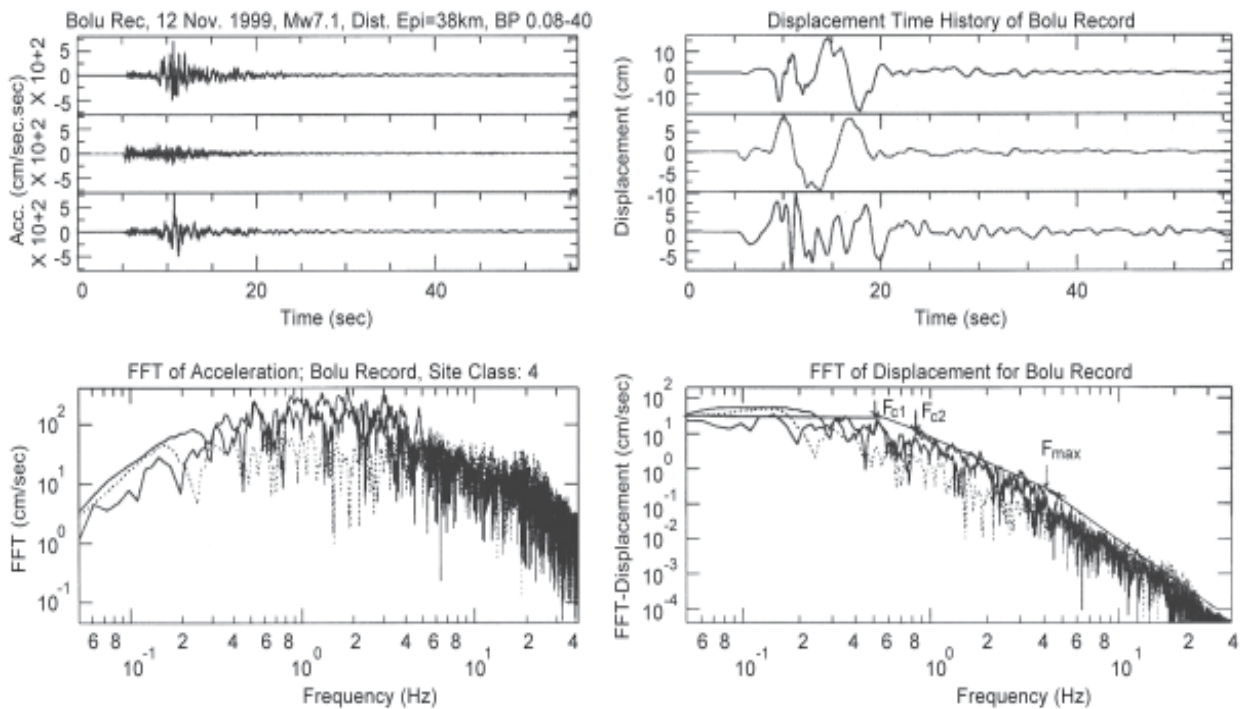 Bolu Rec, 12 Nov. 1999, Mw7.1, Dist. Epi=38km, BP 0.08-40
Acc. (cm/sec.sec)
X 10+2 X 10+2 X 10+2
5
0
-5
5
0
-5
5
0
-5
0 20 40
Time (sec)
Displacement Time History of Bolu Record
Displacement (cm)
10
0
-10
5
0
-5
-10
5
0
-5
0 20 40
Time (sec)
FFT of Acceleration; Bolu Record, Site Class: 4
FFT (cm/sec)
10^2
10^1
10^0
10^-1
6 8 2 4 6 8 2 4 6 8 2 4
10^-1 10^0 10^1
Frequency (Hz)
FFT of Displacement for Bolu Record
FFT-Displacement (cm/sec)
F_c1
F_c2
F_max
10^2
10^1
10^0
10^-1
10^-2
10^-3
10^-4
6 8 2 4 6 8 2 4 6 8 2 4
10^-1 10^0 10^1
Frequency (Hz)